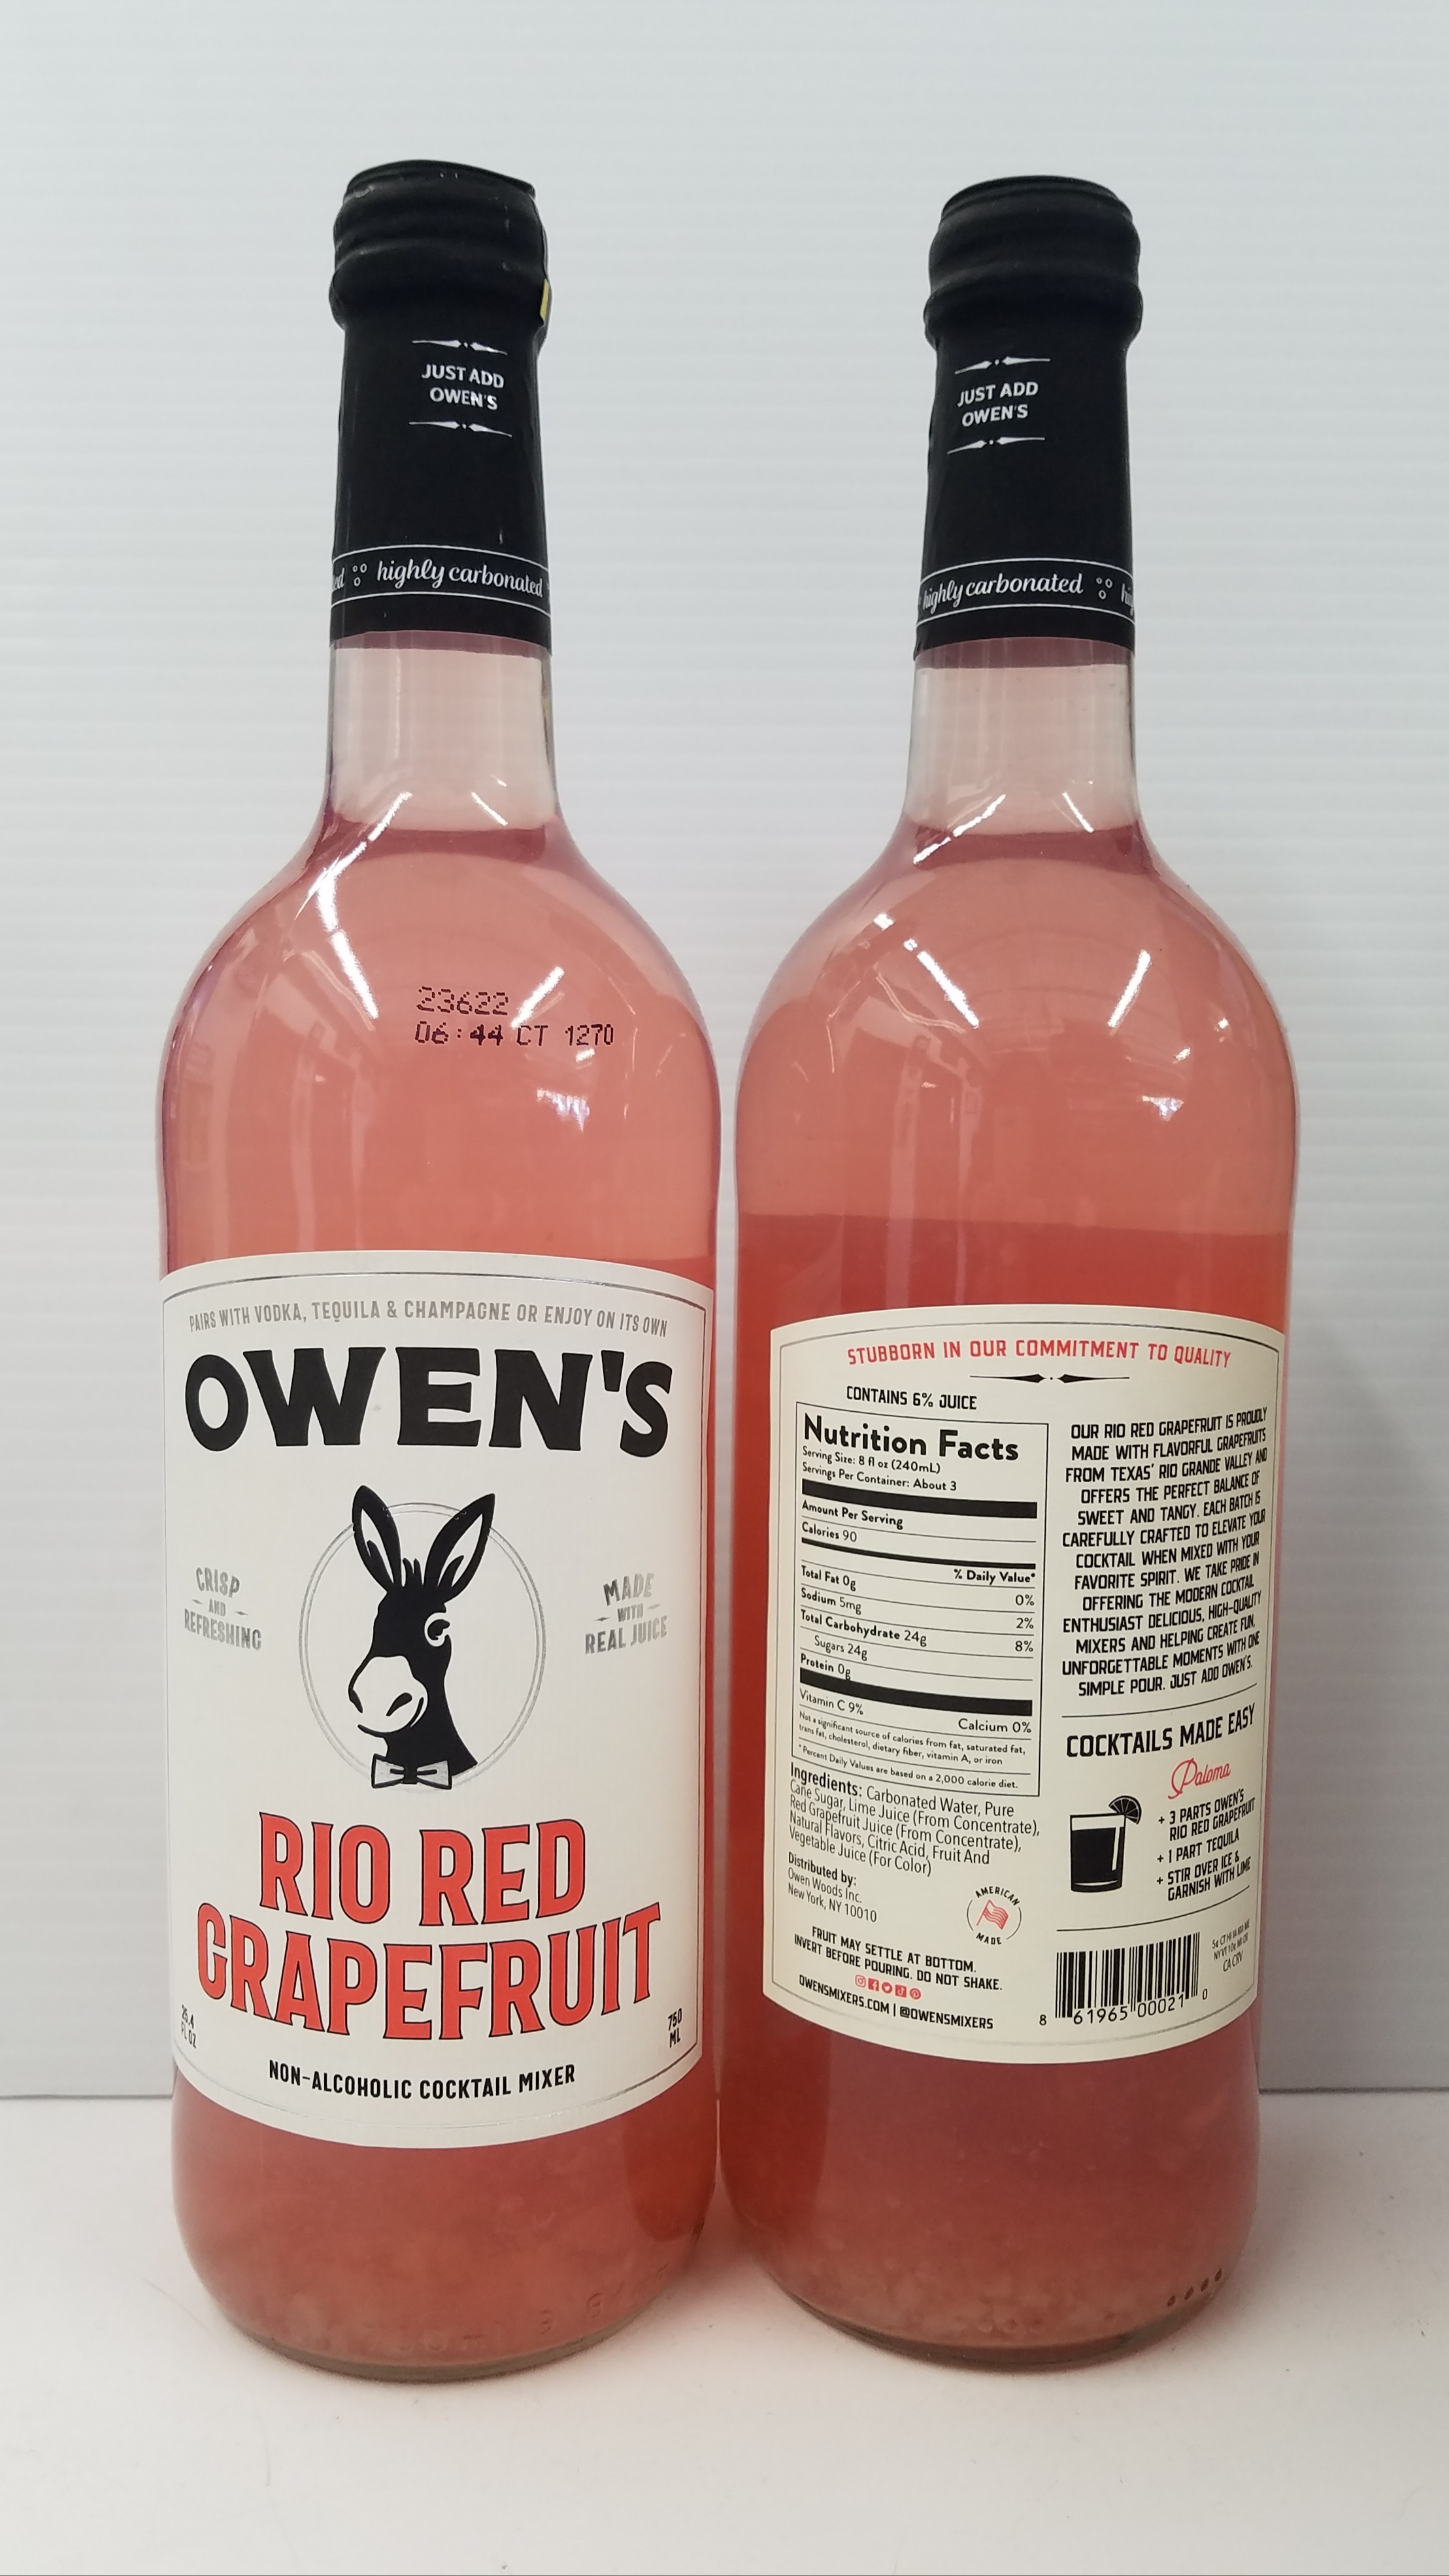 JUST ADD
OWEN'S
highly carbonated
23622
06:44 CT 1270
PAIRS WITH VODKA, TEQUILA & CHAMPAGNE OR ENJOY ON ITS OWN
OWEN'S
CRISP
AND
REFRESHING
MADE
WITH
REAL JUICE
RIO RED
GRAPEFRUIT
25.4
FL OZ
750
ML
NON-ALCOHOLIC COCKTAIL MIXER
JUST ADD
OWEN'S
highly carbonated
STUBBORN IN OUR COMMITMENT TO QUALITY
CONTAINS 6% JUICE
Nutrition Facts
Serving Size: 8 fl oz (240mL)
Servings Per Container: About 3
Amount Per Serving
Calories 90
% Daily Value*
Total Fat 0g 0%
Sodium 5mg 2%
Total Carbohydrate 24g 8%
Sugars 24g
Protein 0g
Vitamin C 9% Calcium 0%
Not a significant source of calories from fat, saturated fat,
trans fat, cholesterol, dietary fiber, vitamin A, or iron
* Percent Daily Values are based on a 2,000 calorie diet.
Ingredients: Carbonated Water, Pure
Cane Sugar, Lime Juice (From Concentrate),
Red Grapefruit Juice (From Concentrate),
Natural Flavors, Citric Acid, Fruit And
Vegetable Juice (For Color)
Distributed by:
Owen Woods Inc.
New York, NY 10010
AMERICAN
MADE
FRUIT MAY SETTLE AT BOTTOM.
INVERT BEFORE POURING. DO NOT SHAKE.
OWENSMIXERS.COM | @OWENSMIXERS
OUR RIO RED GRAPEFRUIT IS PROUDLY
MADE WITH FLAVORFUL GRAPEFRUITS
FROM TEXAS' RIO GRANDE VALLEY AND
OFFERS THE PERFECT BALANCE OF
SWEET AND TANGY. EACH BATCH IS
CAREFULLY CRAFTED TO ELEVATE YOUR
COCKTAIL WHEN MIXED WITH YOUR
FAVORITE SPIRIT. WE TAKE PRIDE IN
OFFERING THE MODERN COCKTAIL
ENTHUSIAST DELICIOUS, HIGH-QUALITY
MIXERS AND HELPING CREATE FUN,
UNFORGETTABLE MOMENTS WITH ONE
SIMPLE POUR. JUST ADD OWEN'S.
COCKTAILS MADE EASY
Paloma
+ 3 PARTS OWEN'S
RIO RED GRAPEFRUIT
+ 1 PART TEQUILA
+ STIR OVER ICE &
GARNISH WITH LIME
CA CRV
8 61965 00021 0